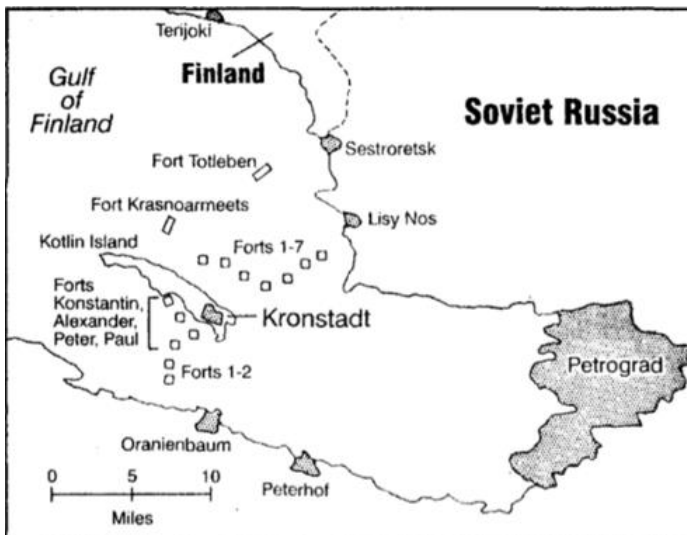 Terijoki
Gulf
of
Finland
Finland
Soviet Russia
Sestroretsk
Fort Totleben
Fort Krasnoarmeets
Lisy Nos
Kotlin Island
Forts 1-7
Forts
Konstantin,
Alexander,
Peter, Paul
Kronstadt
Petrograd
Forts 1-2
Oranienbaum
Peterhof
0 5 10
Miles